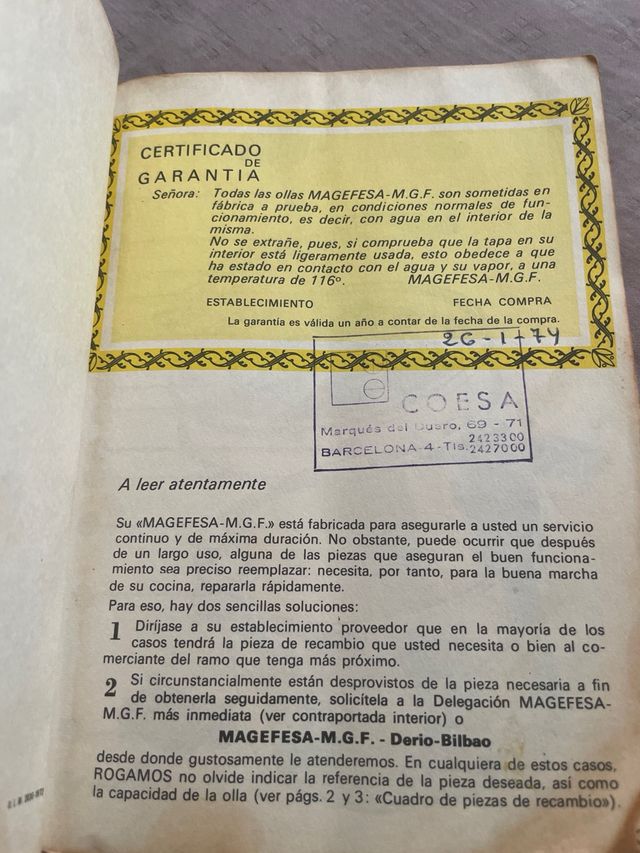 CERTIFICADO
DE
GARANTIA
Señora: Todas las ollas MAGEFESA-M.G.F. son sometidas en
fábrica a prueba, en condiciones normales de fun-
cionamiento, es decir, con agua en el interior de la
misma.
No se extrañe, pues, si comprueba que la tapa en su
interior está ligeramente usada, esto obedece a que
ha estado en contacto con el agua y su vapor, a una
temperatura de 116º. MAGEFESA-M.G.F.
ESTABLECIMIENTO FECHA COMPRA
La garantía es válida un año a contar de la fecha de la compra.
26-1-74
COESA
Marqués del Duero, 69 - 71
2423300
BARCELONA-4-Tls.2427000
A leer atentamente
Su «MAGEFESA-M.G.F.» está fabricada para asegurarle a usted un servicio
continuo y de máxima duración. No obstante, puede ocurrir que después
de un largo uso, alguna de las piezas que aseguran el buen funciona-
miento sea preciso reemplazar: necesita, por tanto, para la buena marcha
de su cocina, repararla rápidamente.
Para eso, hay dos sencillas soluciones:
1 Diríjase a su establecimiento proveedor que en la mayoría de los
casos tendrá la pieza de recambio que usted necesita o bien al co-
merciante del ramo que tenga más próximo.
2 Si circunstancialmente están desprovistos de la pieza necesaria a fin
de obtenerla seguidamente, solicítela a la Delegación MAGEFESA-
M.G.F. más inmediata (ver contraportada interior) o
MAGEFESA-M.G.F. - Derio-Bilbao
desde donde gustosamente le atenderemos. En cualquiera de estos casos,
ROGAMOS no olvide indicar la referencia de la pieza deseada, así como
la capacidad de la olla (ver págs. 2 y 3: «Cuadro de piezas de recambio»).